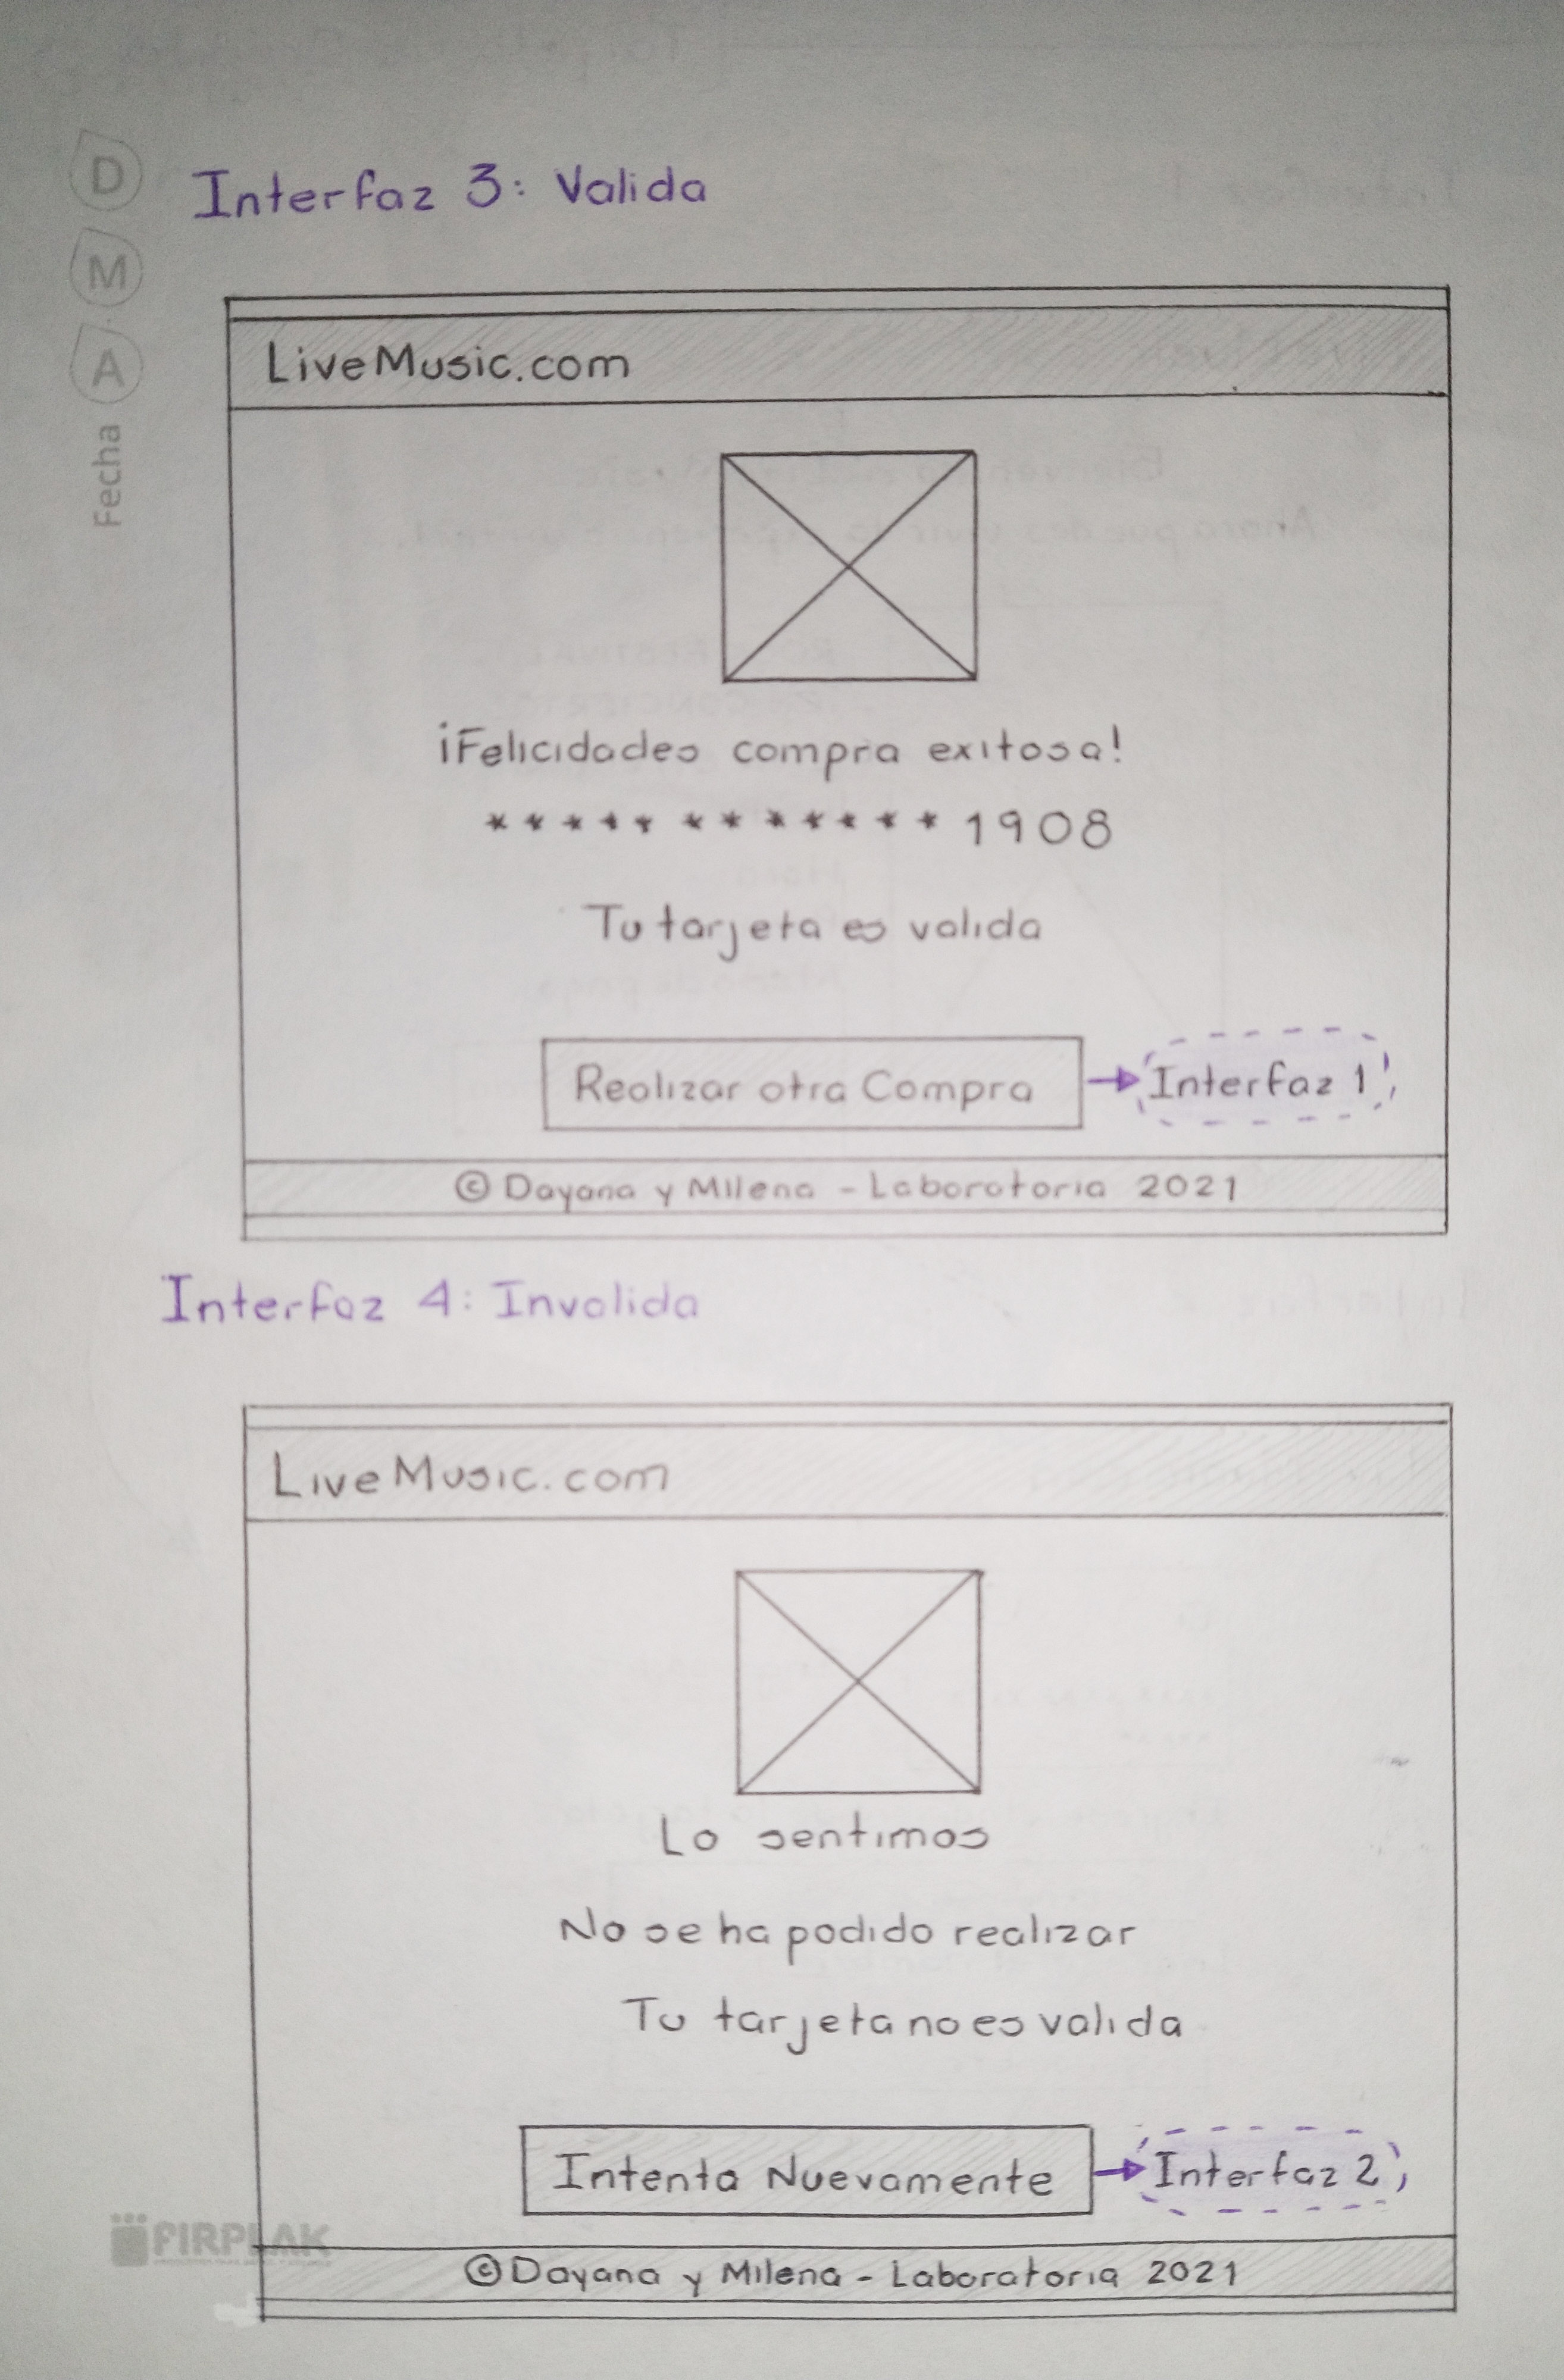 D
M
A
Fecha
Interfaz 3: Valida
LiveMusic.com
¡Felicidades compra exitosa!
* * * * * * * * * * * * 1908
Tu tarjeta es valida
Realizar otra Compra
Interfaz 1
© Dayana y Milena - Laboratoria 2021
Interfaz 4: Invalida
LiveMusic.com
Lo sentimos
No se ha podido realizar
Tu tarjeta no es valida
Intenta Nuevamente
Interfaz 2
FIRPLAK
© Dayana y Milena - Laboratoria 2021